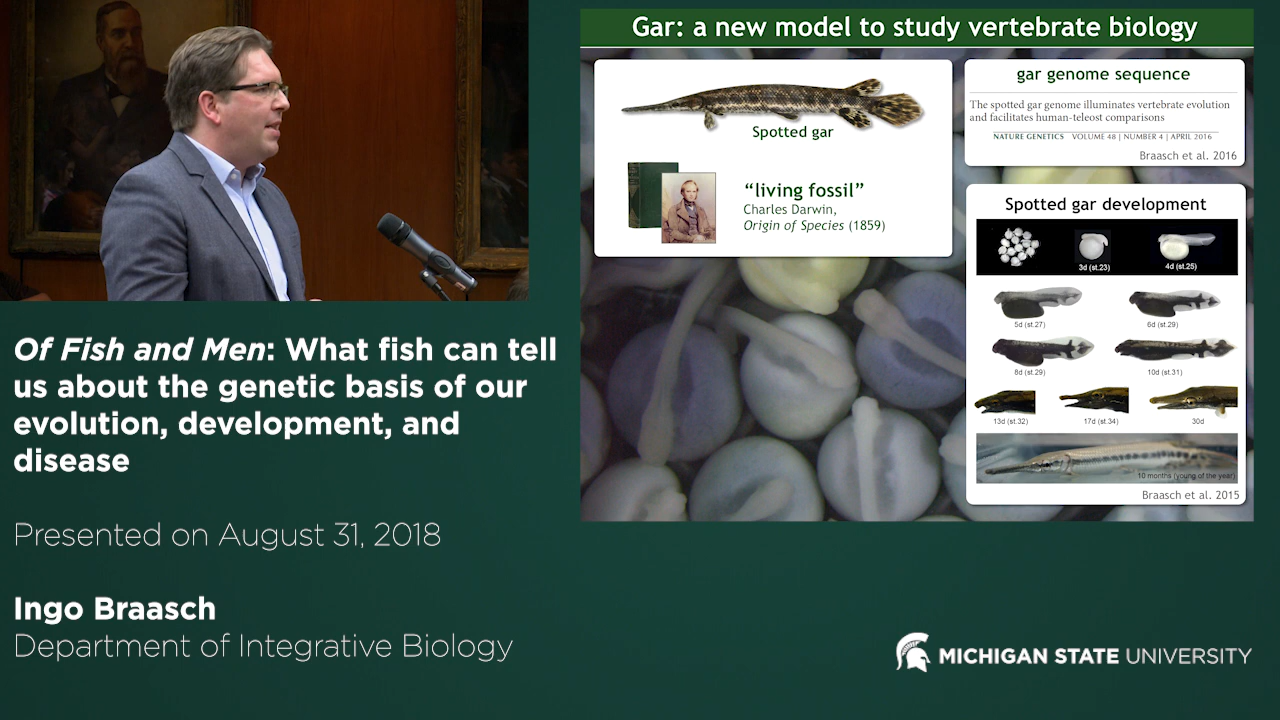 Of Fish and Men: What fish can tell
us about the genetic basis of our
evolution, development, and
disease
Presented on August 31, 2018
Ingo Braasch
Department of Integrative Biology
Gar: a new model to study vertebrate biology
Spotted gar
“living fossil”
Charles Darwin,
Origin of Species (1859)
gar genome sequence
The spotted gar genome illuminates vertebrate evolution
and facilitates human-teleost comparisons
NATURE GENETICS VOLUME 48 | NUMBER 4 | APRIL 2016
Braasch et al. 2016
Spotted gar development
3d (st.23) 4d (st.25)
5d (st.27) 6d (st.29)
8d (st.29) 10d (st.31)
13d (st.32) 17d (st.34) 30d
10 months (young of the year)
Braasch et al. 2015
MICHIGAN STATE UNIVERSITY